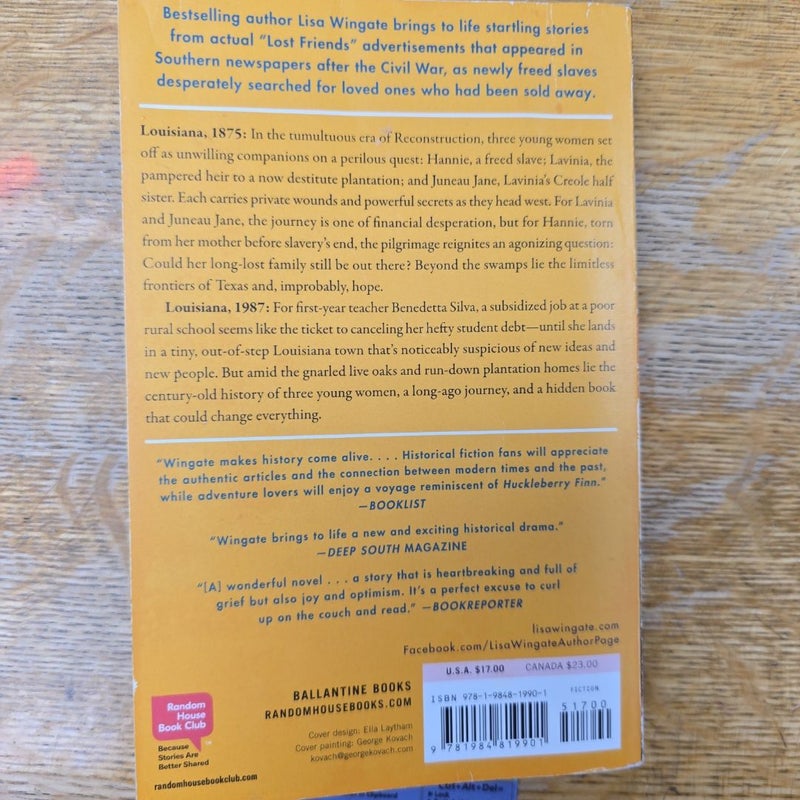 Bestselling author Lisa Wingate brings to life startling stories
from actual "Lost Friends" advertisements that appeared in
Southern newspapers after the Civil War, as newly freed slaves
desperately searched for loved ones who had been sold away.
Louisiana, 1875: In the tumultuous era of Reconstruction, three young women set
off as unwilling companions on a perilous quest: Hannie, a freed slave; Lavinia, the
pampered heir to a now destitute plantation; and Juneau Jane, Lavinia's Creole half
sister. Each carries private wounds and powerful secrets as they head west. For Lavinia
and Juneau Jane, the journey is one of financial desperation, but for Hannie, torn
from her mother before slavery's end, the pilgrimage reignites an agonizing question:
Could her long-lost family still be out there? Beyond the swamps lie the limitless
frontiers of Texas and, improbably, hope.
Louisiana, 1987: For first-year teacher Benedetta Silva, a subsidized job at a poor
rural school seems like the ticket to canceling her hefty student debt—until she lands
in a tiny, out-of-step Louisiana town that's noticeably suspicious of new ideas and
new people. But amid the gnarled live oaks and run-down plantation homes lie the
century-old history of three young women, a long-ago journey, and a hidden book
that could change everything.
"Wingate makes history come alive. . . . Historical fiction fans will appreciate
the authentic articles and the connection between modern times and the past,
while adventure lovers will enjoy a voyage reminiscent of Huckleberry Finn."
—BOOKLIST
"Wingate brings to life a new and exciting historical drama."
—DEEP SOUTH MAGAZINE
"[A] wonderful novel . . . a story that is heartbreaking and full of
grief but also joy and optimism. It's a perfect excuse to curl
up on the couch and read." —BOOKREPORTER
lisawingate.com
Facebook.com/LisaWingateAuthorPage
U.S.A. $17.00 CANADA $23.00
BALLANTINE BOOKS
RANDOMHOUSEBOOKS.COM
Cover design: Ella Laytham
Cover painting: George Kovach
kovach@georgekovach.com
ISBN 978-1-9848-1990-1
FICTION
51700
9 781984 819901
Random
House
Book Club
Because
Stories Are
Better Shared
TM
randomhousebookclub.com
Ctrl+Alt+Del=